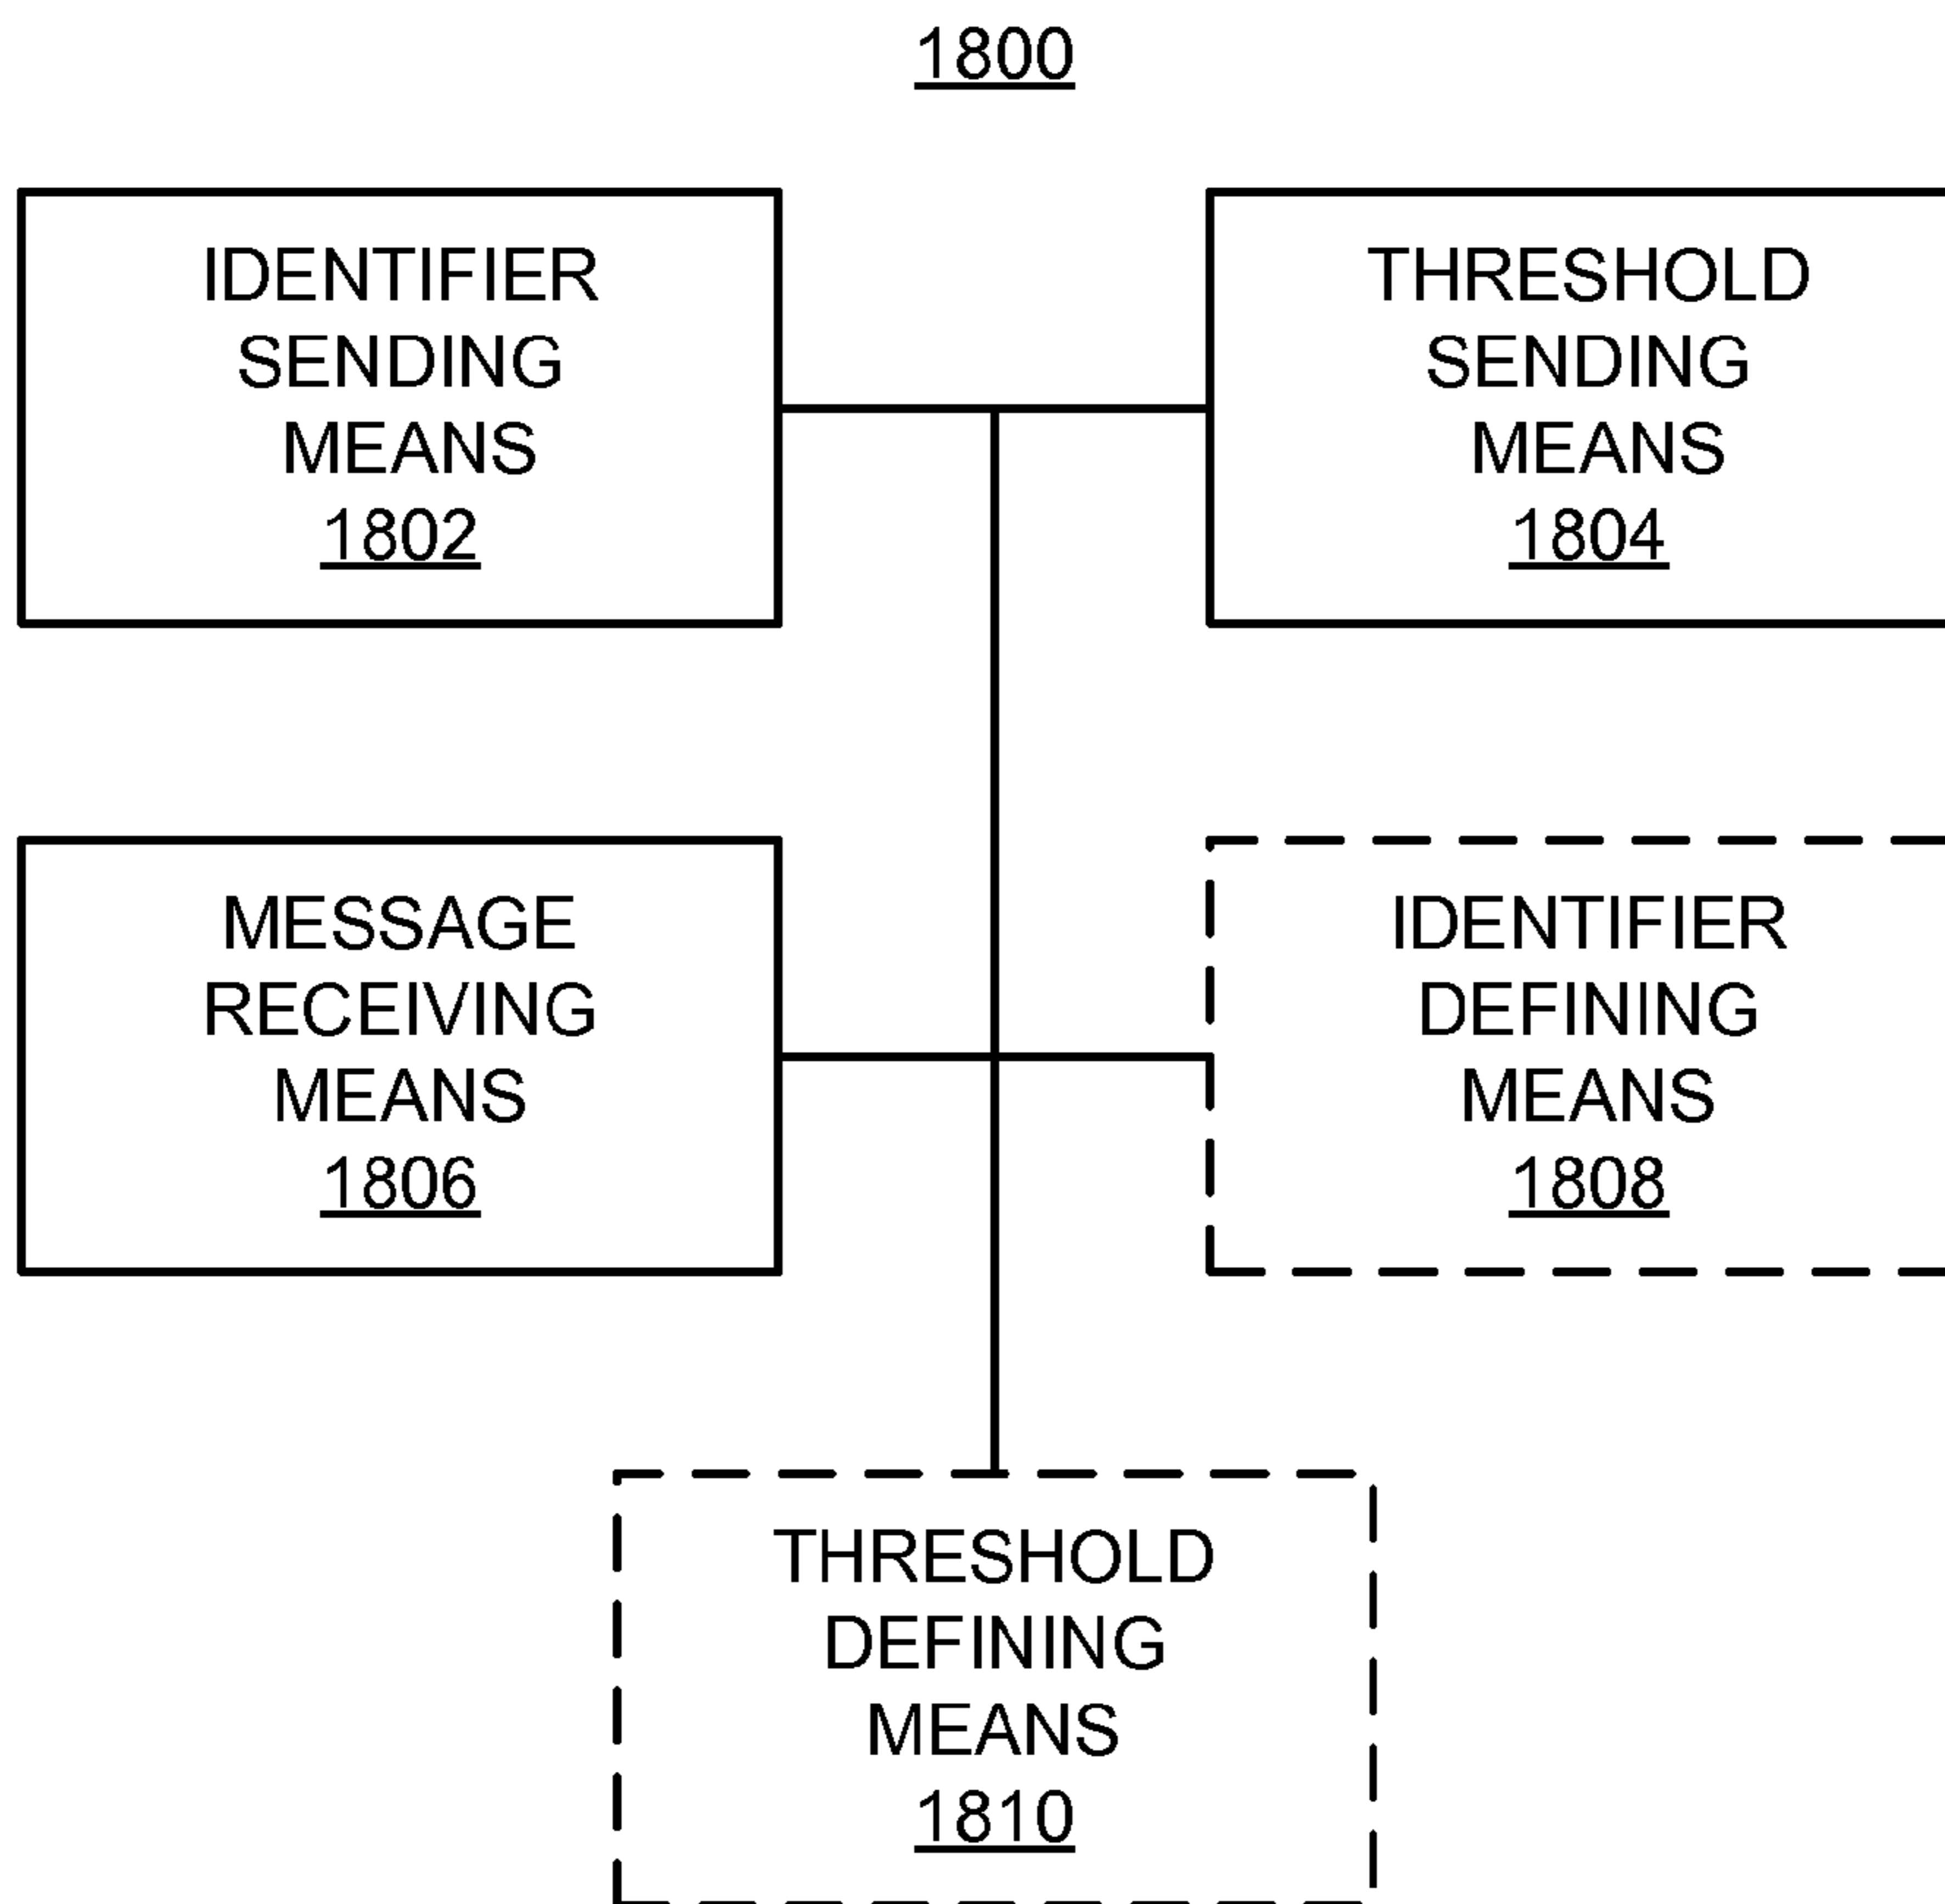 1800
IDENTIFIER
SENDING
MEANS
1802
THRESHOLD
SENDING
MEANS
1804
MESSAGE
RECEIVING
MEANS
1806
IDENTIFIER
DEFINING
MEANS
1808
THRESHOLD
DEFINING
MEANS
1810